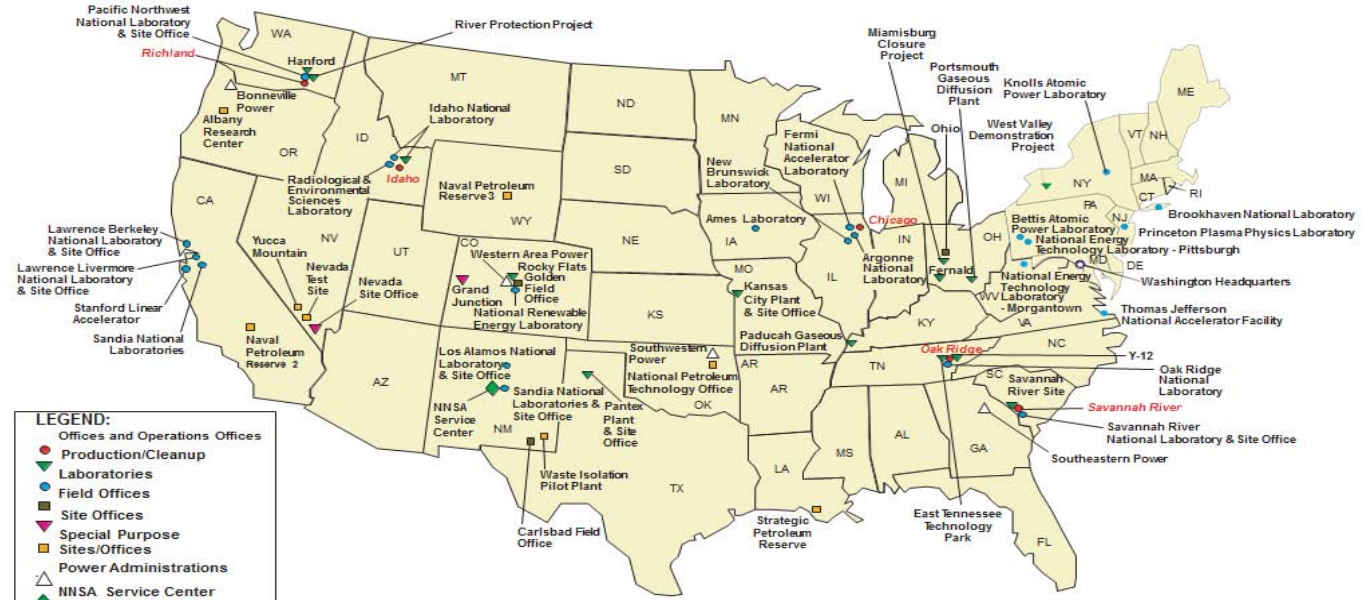 Pacific Northwest
National Laboratory
& Site Office
Richland
WA
Hanford
River Protection Project
Bonneville
Power
Albany
Research
Center
OR
ID
MT
Idaho National
Laboratory
Radiological &
Environmental
Sciences
Laboratory
Idaho
ND
SD
MN
Naval Petroleum
Reserve 3
WY
NE
CA
NV
UT
CO
Lawrence Berkeley
National Laboratory
& Site Office
Lawrence Livermore
National Laboratory
& Site Office
Stanford Linear
Accelerator
Sandia National
Laboratories
Yucca
Mountain
Nevada
Test
Site
Nevada
Site Office
Naval
Petroleum
Reserve 2
Western Area Power
Rocky Flats
Golden
Field
Office
Grand
Junction
National Renewable
Energy Laboratory
KS
AZ
Los Alamos National
Laboratory
& Site Office
NNSA
Service
Center
NM
Sandia National
Laboratories &
Site Office
Pantex
Plant
& Site
Office
Waste Isolation
Pilot Plant
Carlsbad Field
Office
TX
Southwestern
Power
National Petroleum
Technology Office
OK
AR
AR
New
Brunswick
Laboratory
Fermi
National
Accelerator
Laboratory
WI
MI
Ames Laboratory
IA
MO
IL
IN
Chicago
Argonne
National
Laboratory
Kansas
City Plant
& Site Office
Paducah Gaseous
Diffusion Plant
Miamisburg
Closure
Project
Portsmouth
Gaseous
Diffusion
Plant
Ohio
Fernald
OH
KY
TN
Oak Ridge
Knolls Atomic
Power Laboratory
West Valley
Demonstration
Project
ME
VT
NH
NY
MA
CT
RI
PA
NJ
Brookhaven National Laboratory
Princeton Plasma Physics Laboratory
Bettis Atomic
Power Laboratory
National Energy
Technology Laboratory - Pittsburgh
MD
DE
Washington Headquarters
National Energy
Technology
Laboratory
- Morgantown
WV
VA
Thomas Jefferson
National Accelerator Facility
NC
Y-12
Oak Ridge
National
Laboratory
SC
Savannah
River Site
Savannah River
Savannah River
National Laboratory & Site Office
Southeastern Power
GA
AL
MS
LA
FL
Strategic
Petroleum
Reserve
East Tennessee
Technology
Park
LEGEND:
Offices and Operations Offices
Production/Cleanup
Laboratories
Field Offices
Site Offices
Special Purpose
Sites/Offices
Power Administrations
NNSA Service Center